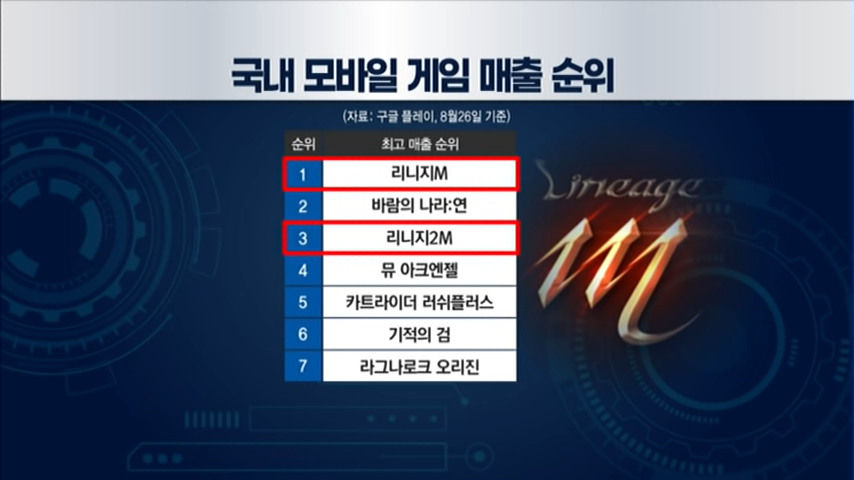 국내 모바일 게임 매출 순위
(자료: 구글 플레이, 8월26일 기준)
순위 최고 매출 순위
1 리니지M
2 바람의 나라:연
3 리니지2M
4 뮤 아크엔젤
5 카트라이더 러쉬플러스
6 기적의 검
7 라그나로크 오리진
Lineage
M